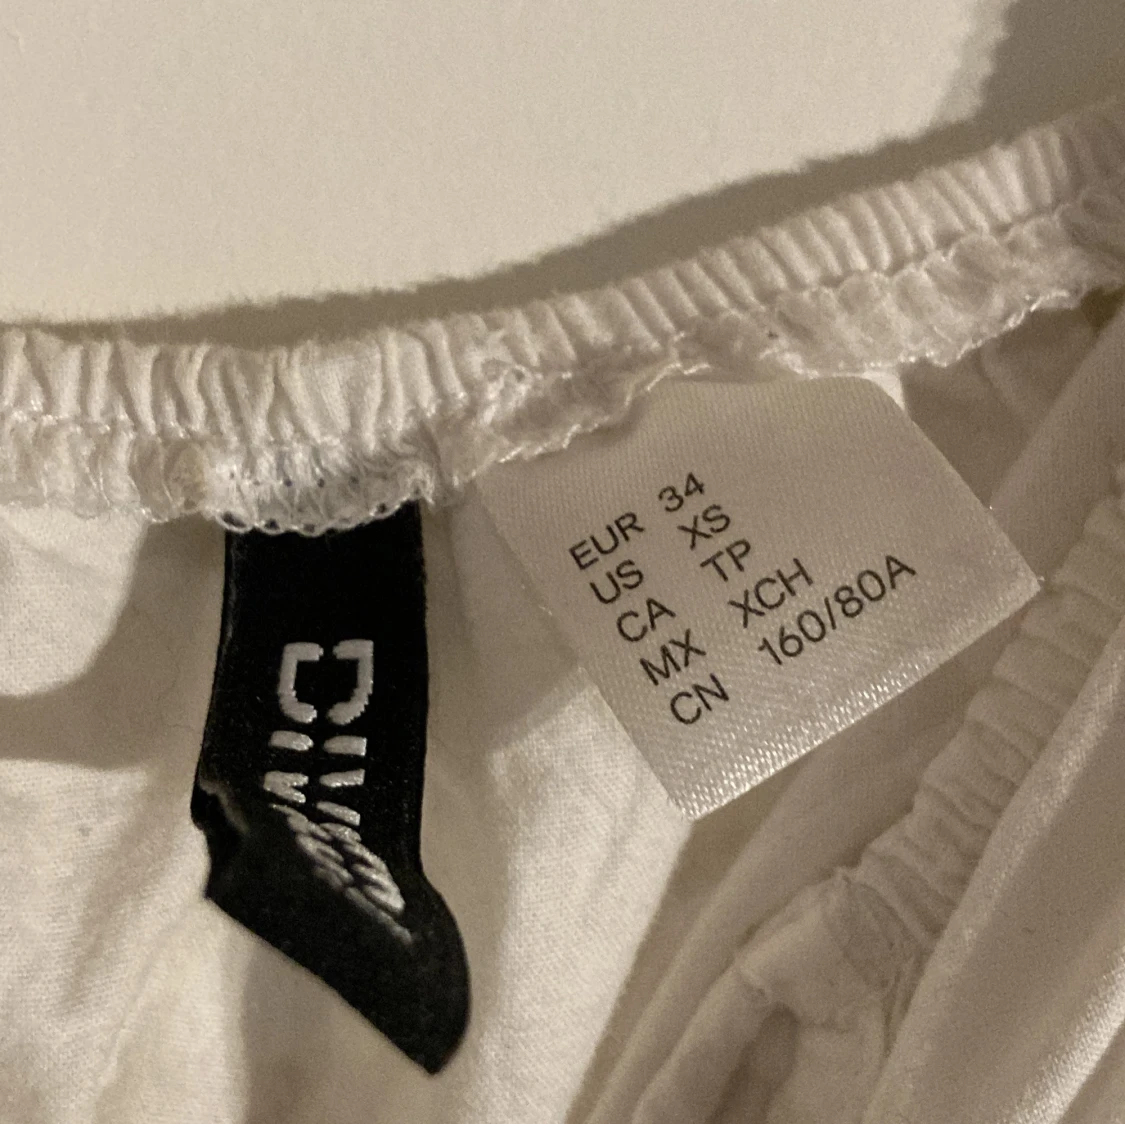 EUR 34
US XS
CA TP
MX XCH
CN 160/80A